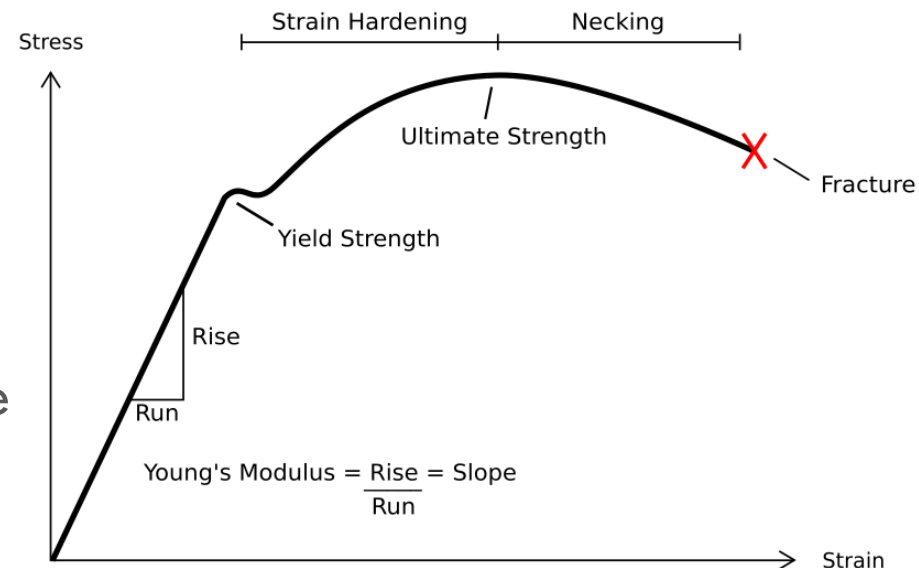 Strain Hardening
Necking
Stress
Ultimate Strength
Fracture
Yield Strength
Rise
e
Run
Young's Modulus = Rise = Slope
Run
Strain